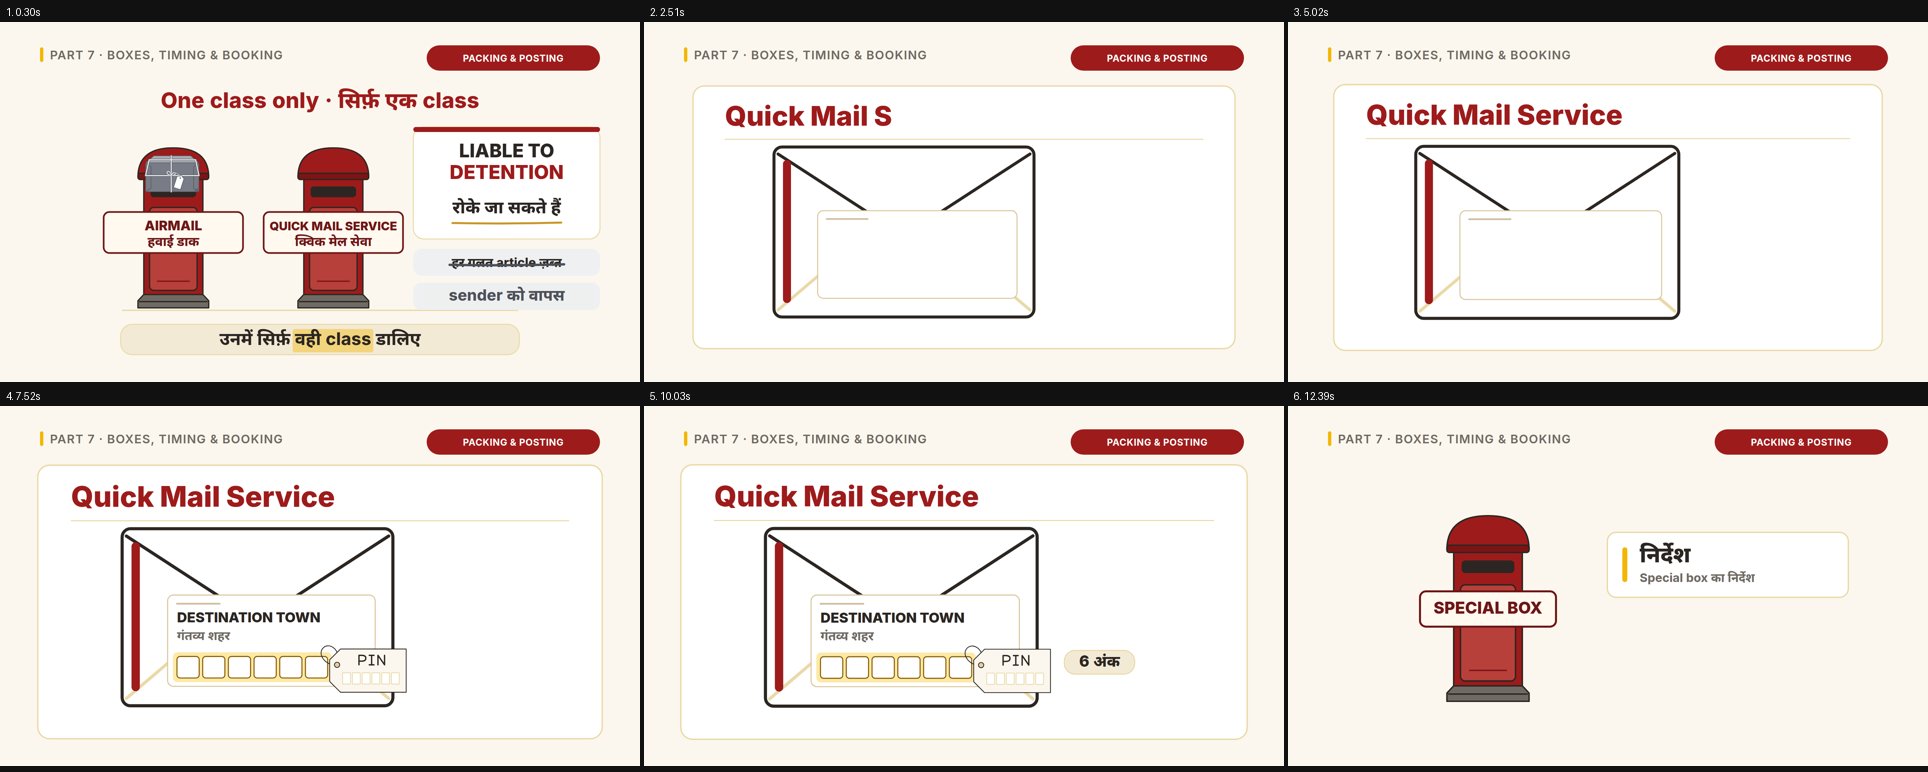 1. 0.30s
PART 7 · BOXES, TIMING & BOOKING
PACKING & POSTING
One class only · सिर्फ़ एक class
AIRMAIL
हवाई डाक
QUICK MAIL SERVICE
क्विक मेल सेवा
LIABLE TO
DETENTION
रोके जा सकते हैं
हर गलत article ज़ब्त
sender को वापस
उनमें सिर्फ़ वही class डालिए
2. 2.51s
PART 7 · BOXES, TIMING & BOOKING
PACKING & POSTING
Quick Mail S
3. 5.02s
PART 7 · BOXES, TIMING & BOOKING
PACKING & POSTING
Quick Mail Service
4. 7.52s
PART 7 · BOXES, TIMING & BOOKING
PACKING & POSTING
Quick Mail Service
DESTINATION TOWN
गंतव्य शहर
PIN
5. 10.03s
PART 7 · BOXES, TIMING & BOOKING
PACKING & POSTING
Quick Mail Service
DESTINATION TOWN
गंतव्य शहर
PIN
6 अंक
6. 12.39s
PART 7 · BOXES, TIMING & BOOKING
PACKING & POSTING
SPECIAL BOX
निर्देश
Special box का निर्देश